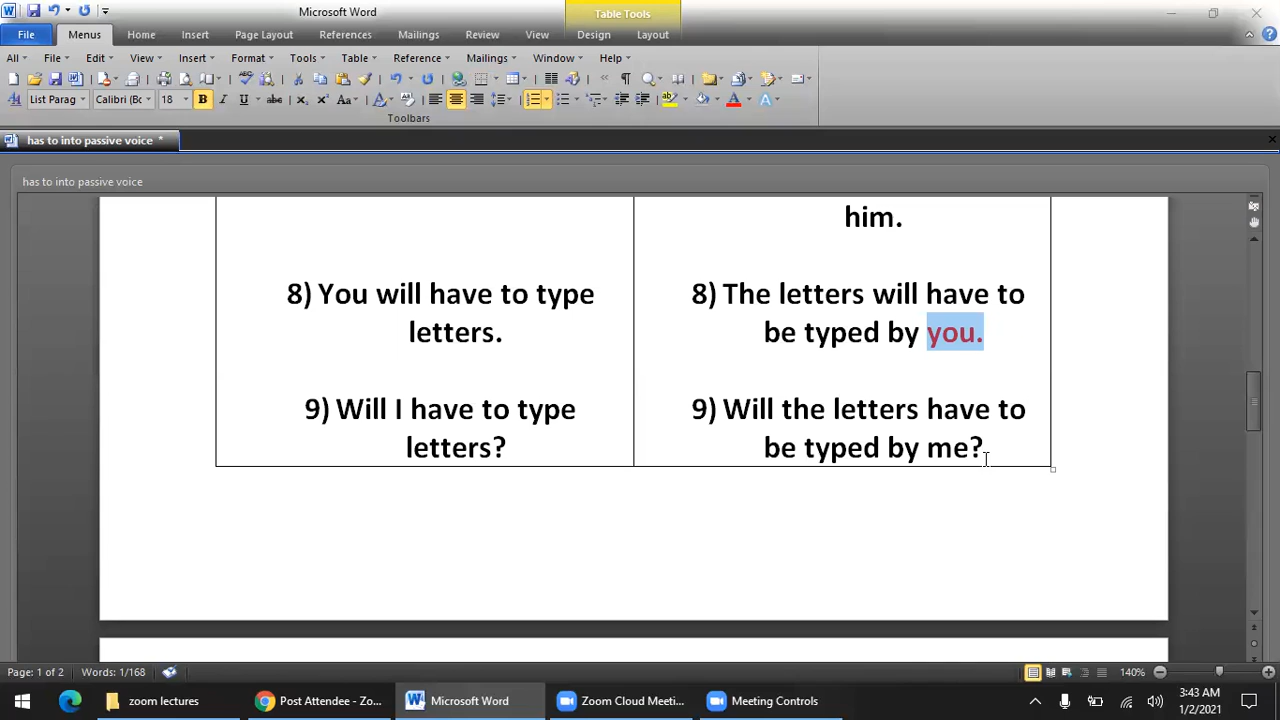 Microsoft Word
Table Tools
File Menus Home Insert Page Layout References Mailings Review View Design Layout
All File Edit View Insert Format Tools Table Reference Mailings Window Help
List Parag Calibri (Bc 18 B I U abc X₂ X² Aa
Toolbars
has to into passive voice *
has to into passive voice
him.
8) You will have to type
letters.
8) The letters will have to
be typed by you.
9) Will I have to type
letters?
9) Will the letters have to
be typed by me?
Page: 1 of 2 Words: 1/168 140%
zoom lectures Post Attendee - Zo... Microsoft Word Zoom Cloud Meeti... Meeting Controls
3:43 AM
1/2/2021